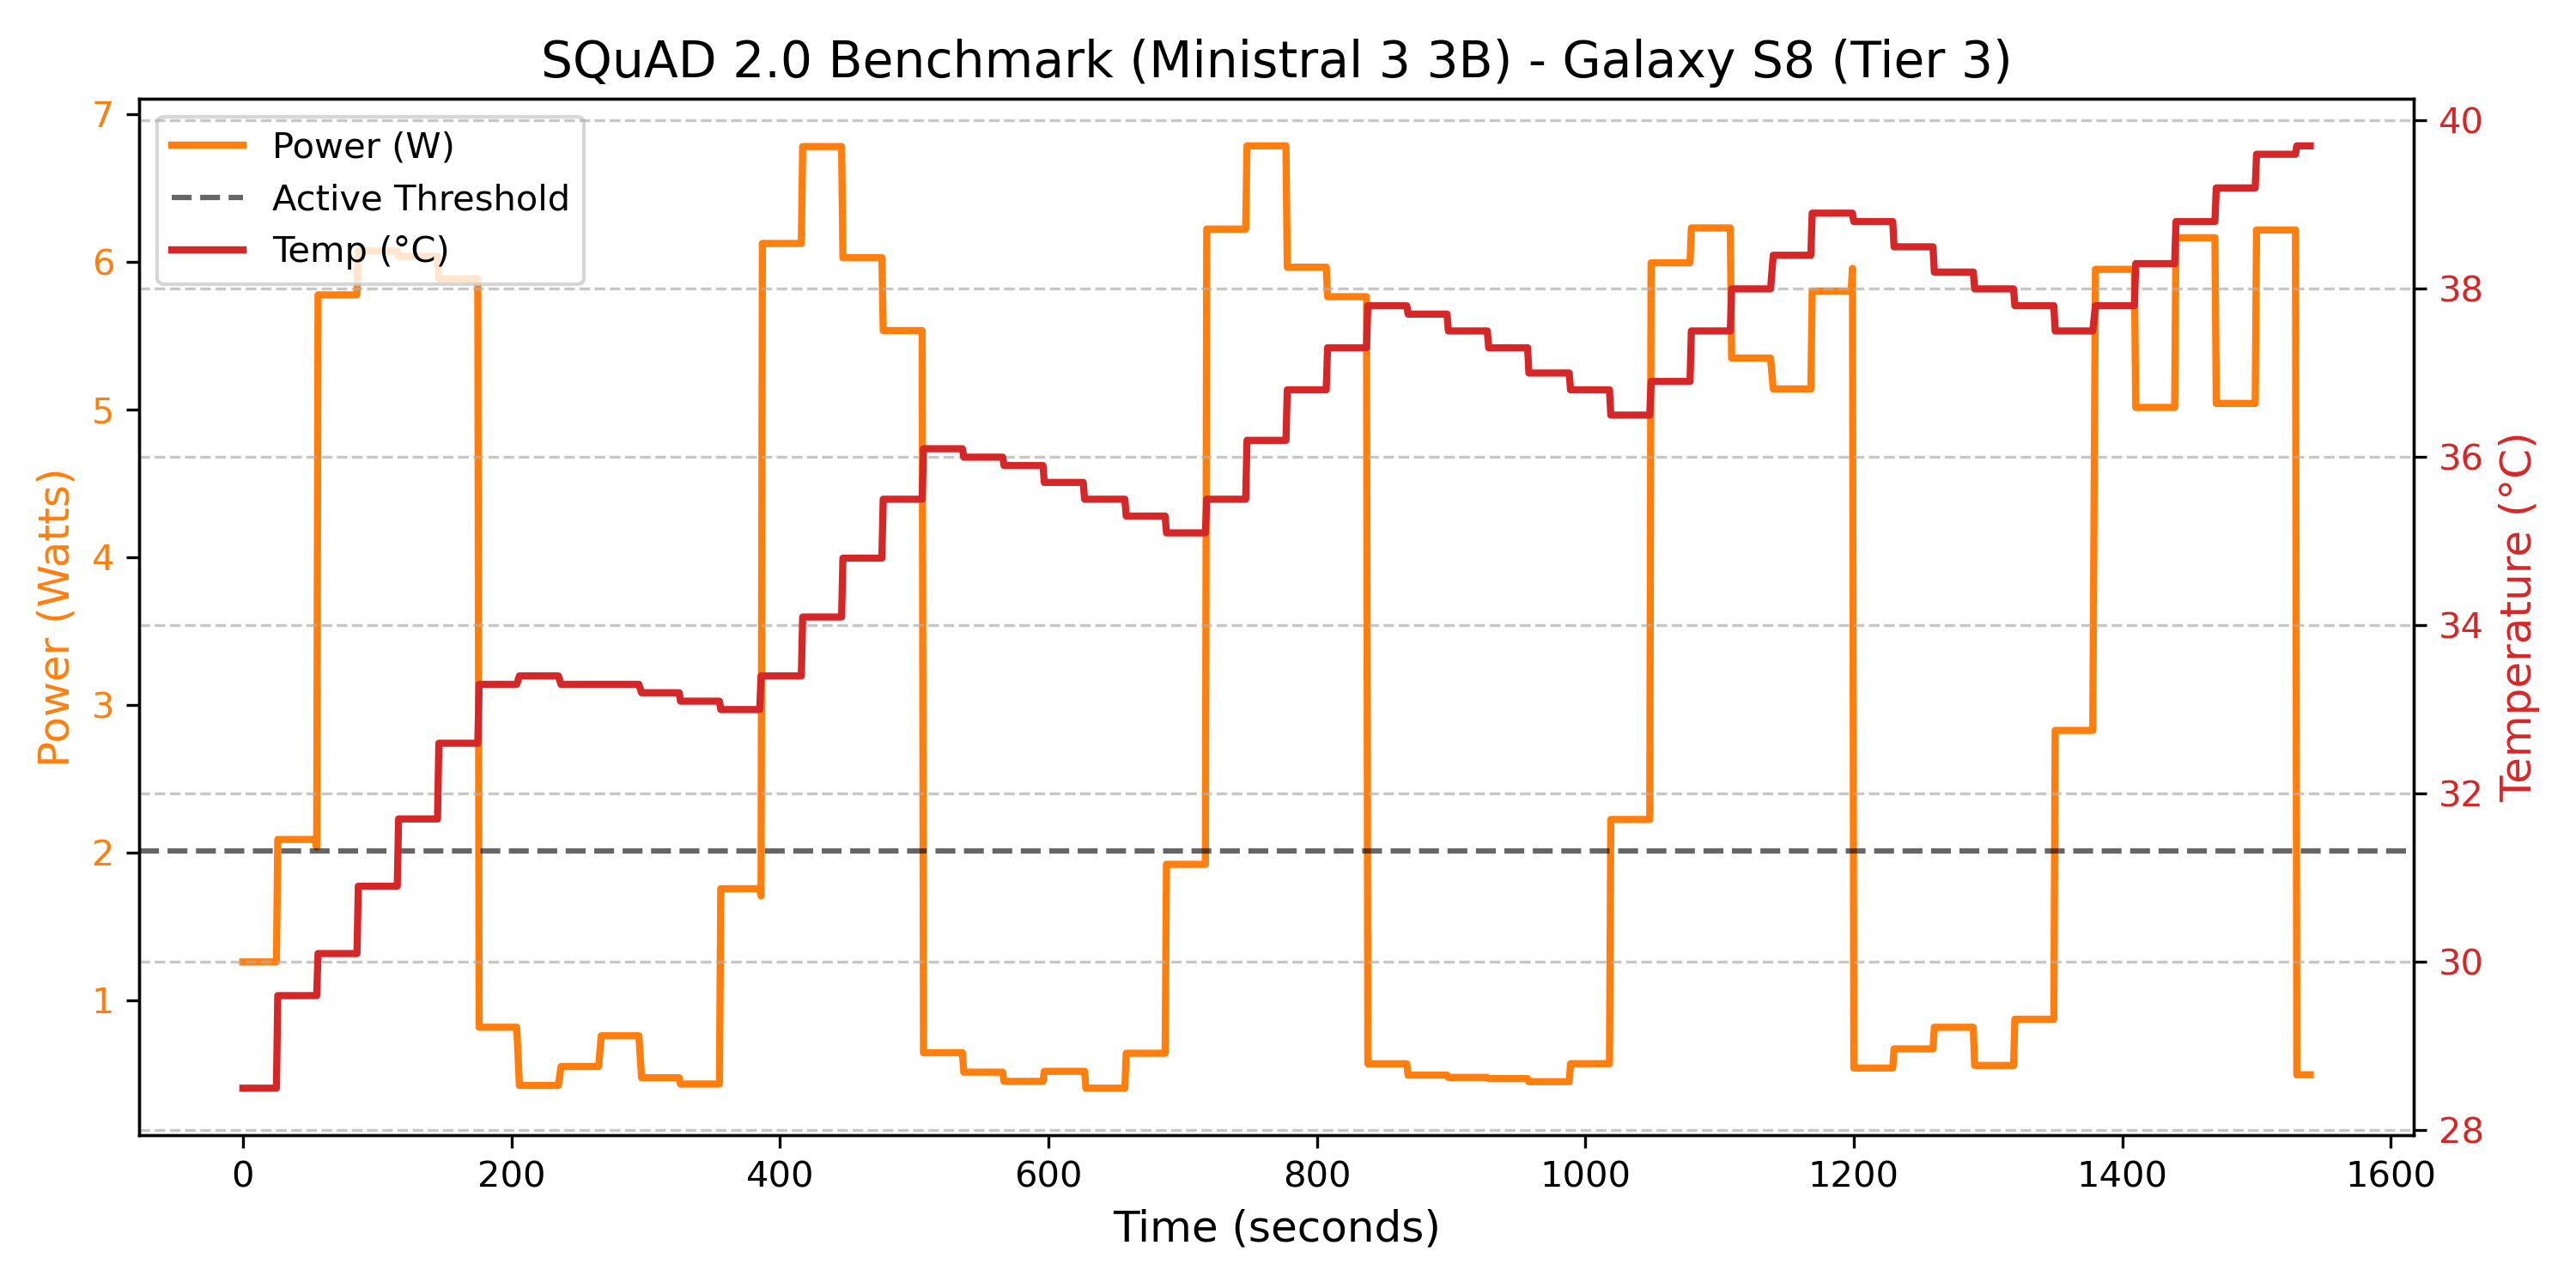 SQuAD 2.0 Benchmark (Ministral 3 3B) - Galaxy S8 (Tier 3)
Power (W)
Active Threshold
Temp (°C)
Power (Watts)
7
6
5
4
3
2
1
Temperature (°C)
40
38
36
34
32
30
28
0 200 400 600 800 1000 1200 1400 1600
Time (seconds)